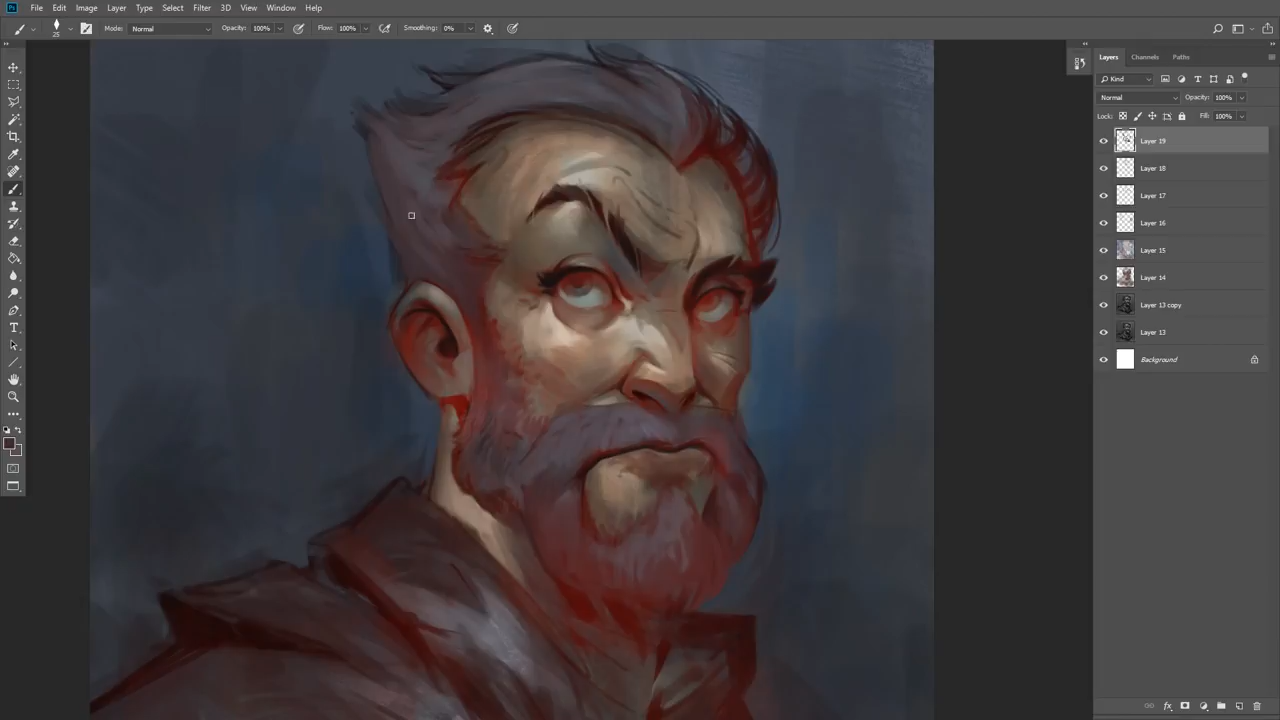 Ps File Edit Image Layer Type Select Filter 3D View Window Help
25 Mode: Normal Opacity: 100% Flow: 100% Smoothing: 0%
Layers Channels Paths
Kind
Normal Opacity: 100%
Lock: Fill: 100%
Layer 19
Layer 18
Layer 17
Layer 16
Layer 15
Layer 14
Layer 13 copy
Layer 13
Background